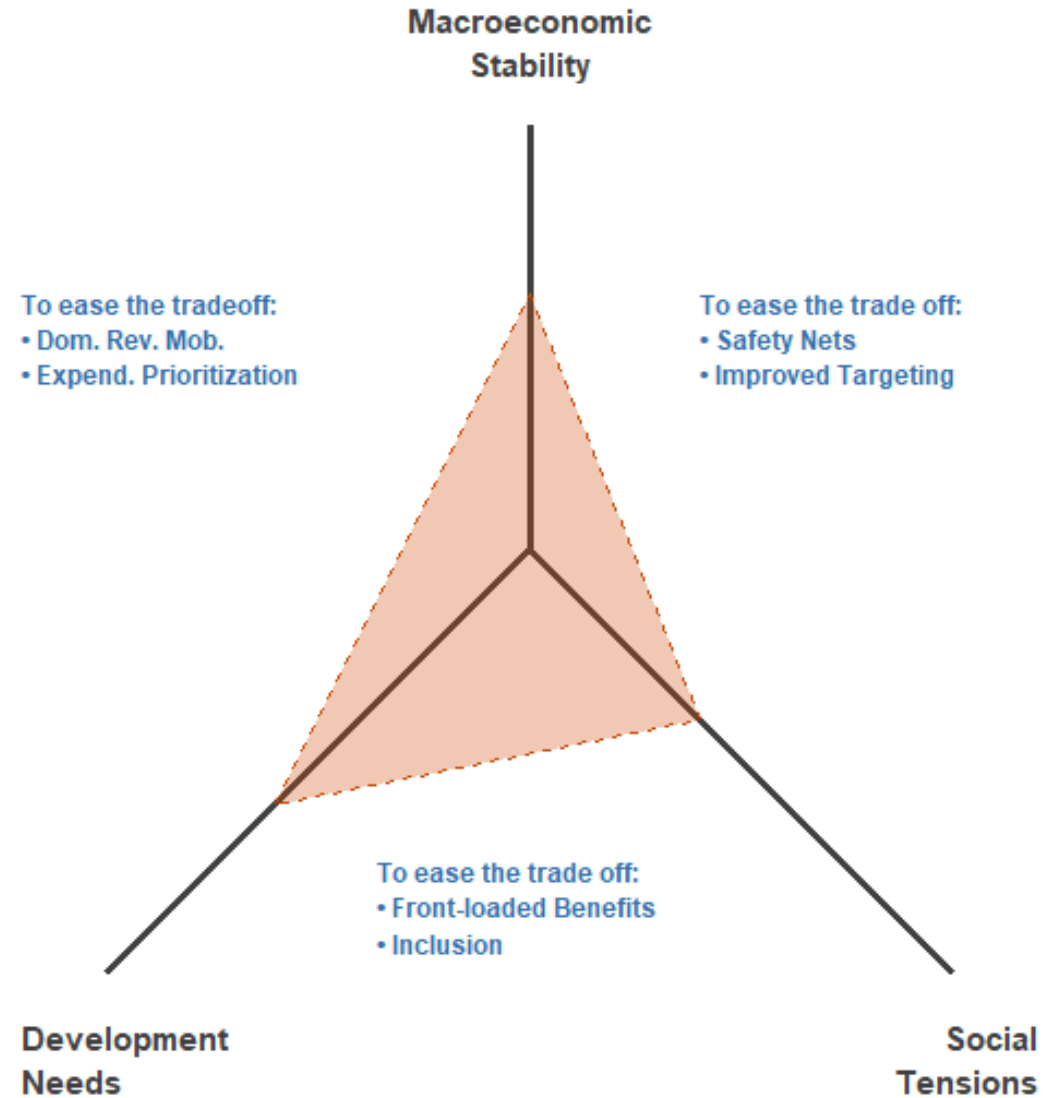 Macroeconomic
Stability
To ease the tradeoff:
• Dom. Rev. Mob.
• Expend. Prioritization
To ease the trade off:
• Safety Nets
• Improved Targeting
To ease the trade off:
• Front-loaded Benefits
• Inclusion
Development
Needs
Social
Tensions